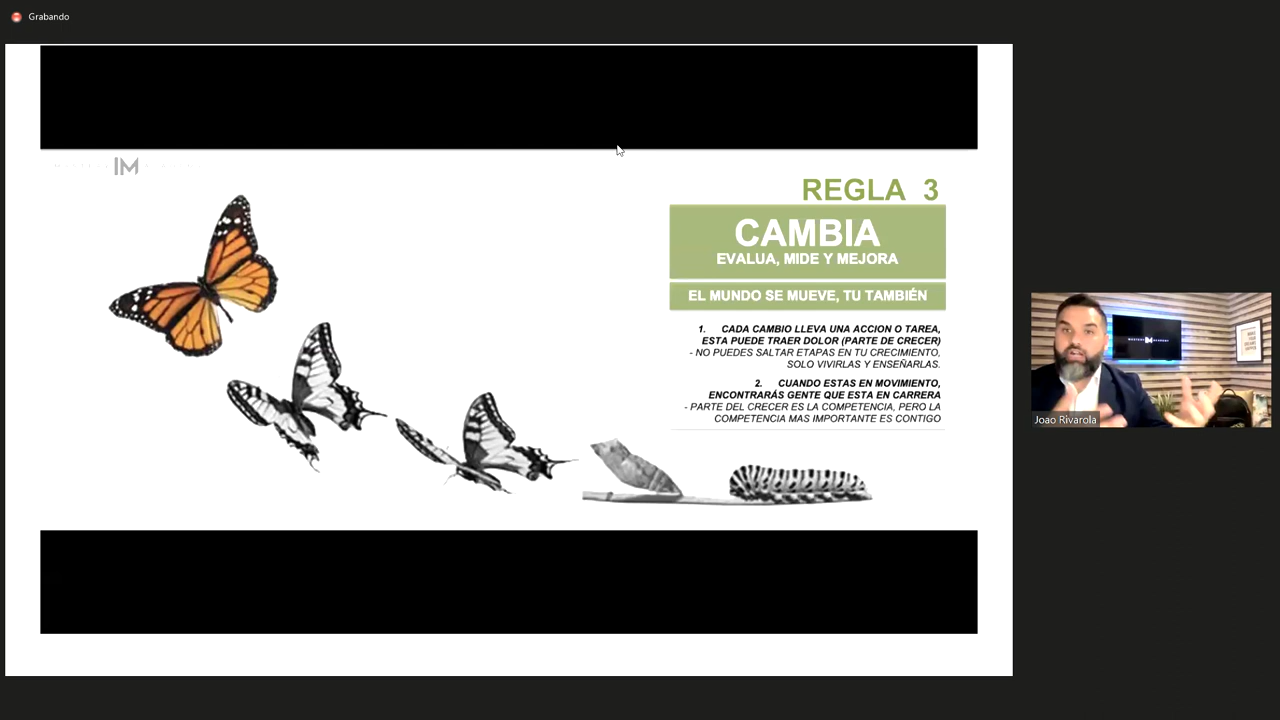 Grabando
IM
REGLA 3
CAMBIA
EVALUA, MIDE Y MEJORA
EL MUNDO SE MUEVE, TU TAMBIÉN
1. CADA CAMBIO LLEVA UNA ACCION O TAREA,
ESTA PUEDE TRAER DOLOR (PARTE DE CRECER)
- NO PUEDES SALTAR ETAPAS EN TU CRECIMIENTO,
SOLO VIVIRLAS Y ENSEÑARLAS.
2. CUANDO ESTAS EN MOVIMIENTO,
ENCONTRARÁS GENTE QUE ESTA EN CARRERA
- PARTE DEL CRECER ES LA COMPETENCIA, PERO LA
COMPETENCIA MAS IMPORTANTE ES CONTIGO
Joao Rivarola